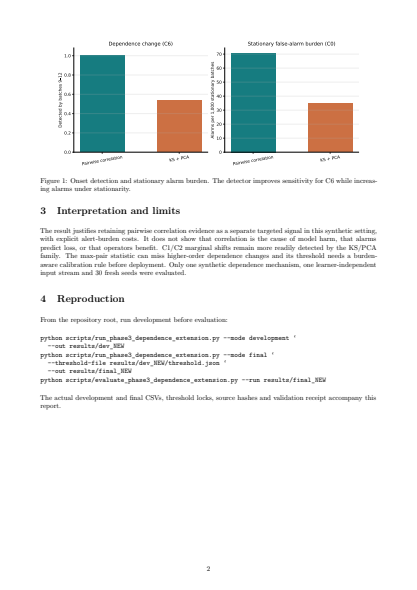 Dependence change (C6)
Stationary false-alarm burden (C0)
Detected by batches
1.0
0.8
0.6
0.4
0.2
0.0
Pairwise correlation
KS + PCA
Alarms per 1,000 stationary batches
70
60
50
40
30
20
10
0
Pairwise correlation
KS + PCA
Figure 1: Onset detection and stationary alarm burden. The detector improves sensitivity for C6 while increas-
ing alarms under stationarity.
3 Interpretation and limits
The result justifies retaining pairwise correlation evidence as a separate targeted signal in this synthetic setting,
with explicit alert-burden costs. It does not show that correlation is the cause of model harm, that alarms
predict loss, or that operators benefit. C1/C2 marginal shifts remain more readily detected by the KS/PCA
family. The max-pair statistic can miss higher-order dependence changes and its threshold needs a burden-
aware calibration rule before deployment. Only one synthetic dependence mechanism, one learner-independent
input stream and 30 fresh seeds were evaluated.
4 Reproduction
From the repository root, run development before evaluation:
python scripts/run_phase3_dependence_extension.py --mode development ‘
--out results/dev_NEW
python scripts/run_phase3_dependence_extension.py --mode final ‘
--threshold-file results/dev_NEW/threshold.json ‘
--out results/final_NEW
python scripts/evaluate_phase3_dependence_extension.py --run results/final_NEW
The actual development and final CSVs, threshold locks, source hashes and validation receipt accompany this
report.
2